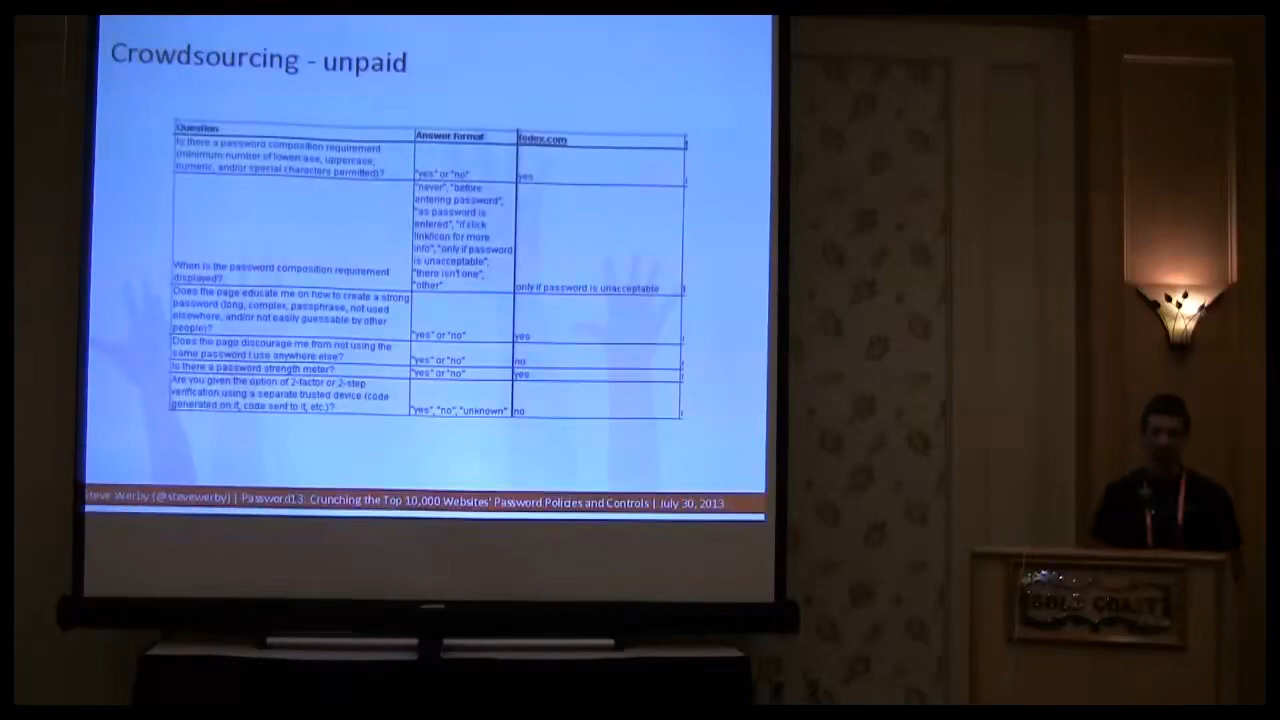 Crowdsourcing - unpaid
Question
Answer format
fedex.com
Is there a password composition requirement
(minimum number of lowercase, uppercase,
numeric, and/or special characters permitted)?
"yes" or "no"
yes
When is the password composition requirement
displayed?
"never", "before
entering password",
"as password is
entered", "if click
link/icon for more
info", "only if password
is unacceptable",
"there isn't one",
"other"
only if password is unacceptable
Does the page educate me on how to create a strong
password (long, complex, passphrase, not used
elsewhere, and/or not easily guessable by other
people)?
"yes" or "no"
yes
Does the page discourage me from not using the
same password I use anywhere else?
"yes" or "no"
no
Is there a password strength meter?
"yes" or "no"
yes
Are you given the option of 2-factor or 2-step
verification using a separate trusted device (code
generated on it, code sent to it, etc.)?
"yes", "no", "unknown"
no
Steve Werby (@stevewerby) | Password13: Crunching the Top 10,000 Websites' Password Policies and Controls | July 30, 2013
GOLD COAST